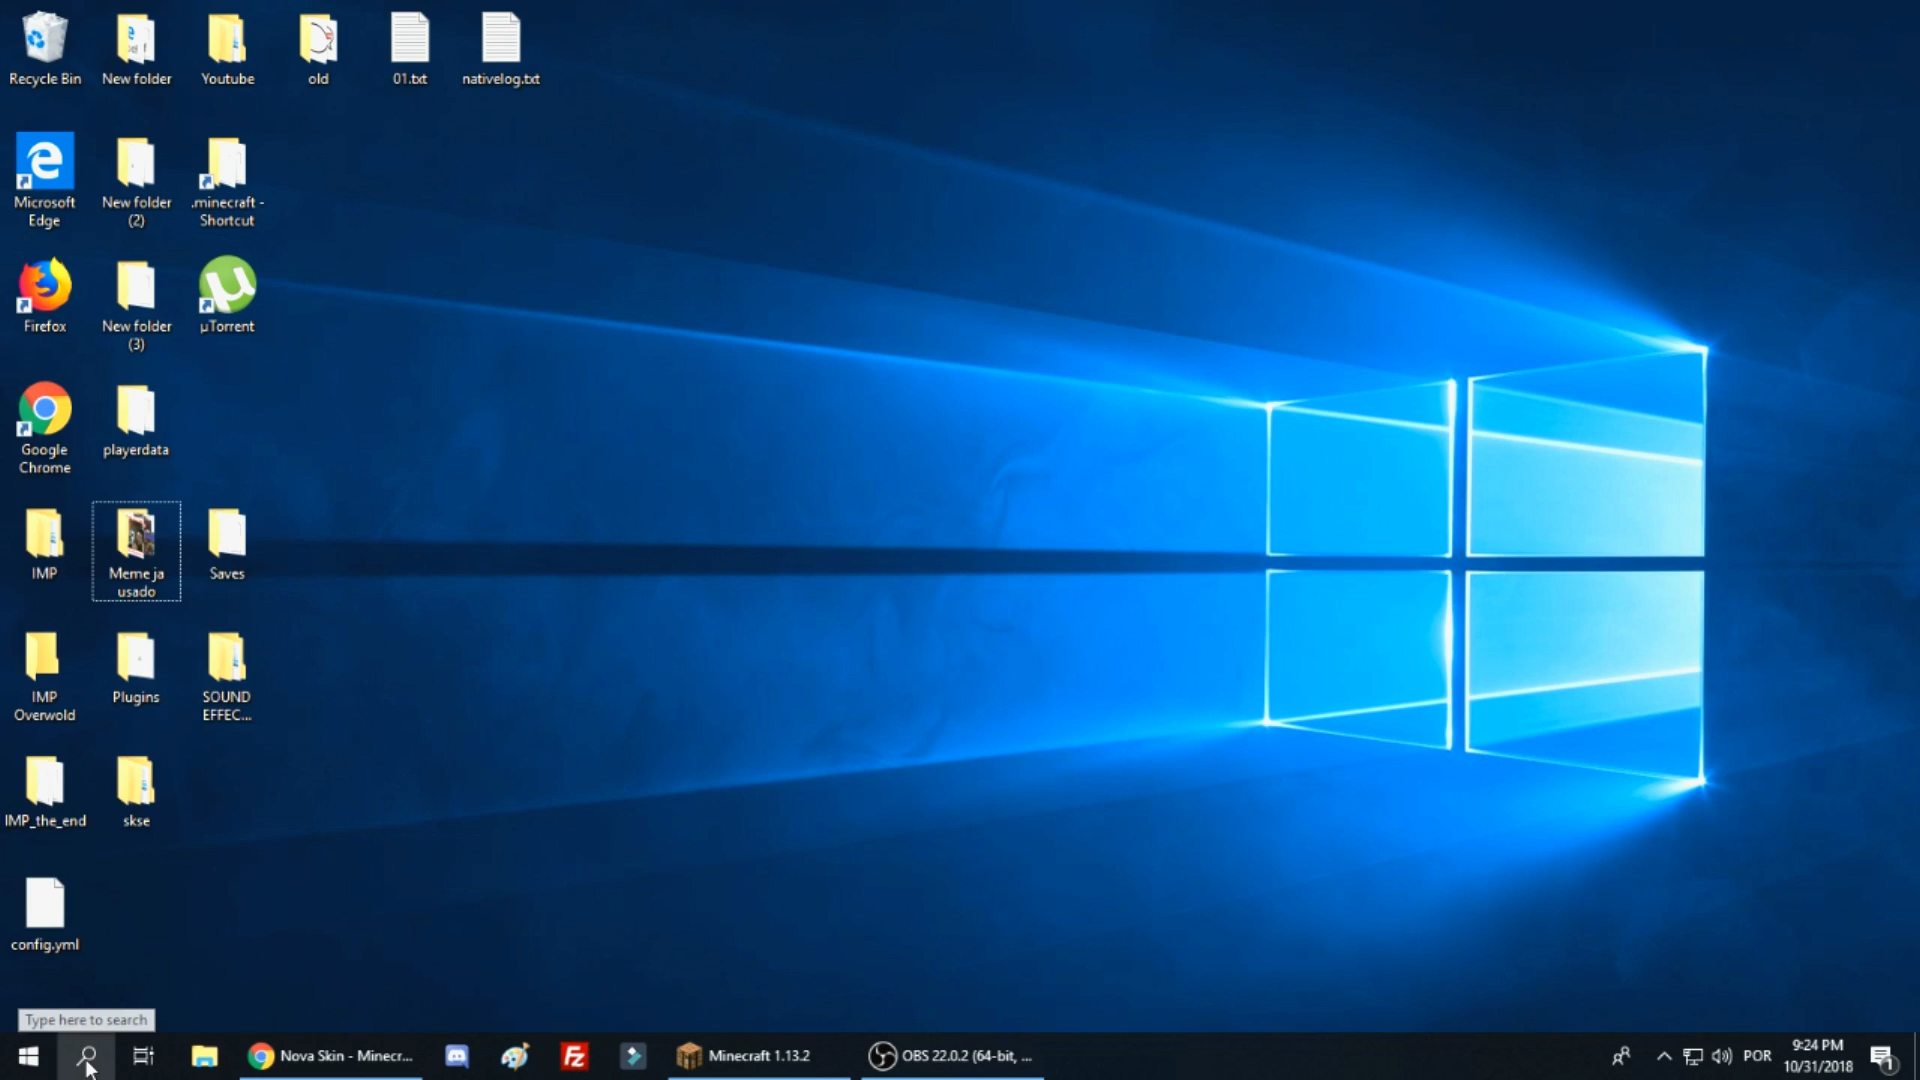 Recycle Bin
New folder
Youtube
old
01.txt
nativelog.txt
Microsoft
Edge
New folder
(2)
.minecraft -
Shortcut
Firefox
New folder
(3)
µTorrent
Google
Chrome
playerdata
IMP
Meme ja
usado
Saves
IMP
Overwold
Plugins
SOUND
EFFEC...
IMP_the_end
skse
config.yml
Type here to search
Nova Skin - Minecr...
Minecraft 1.13.2
OBS 22.0.2 (64-bit, ...
POR
9:24 PM
10/31/2018
1